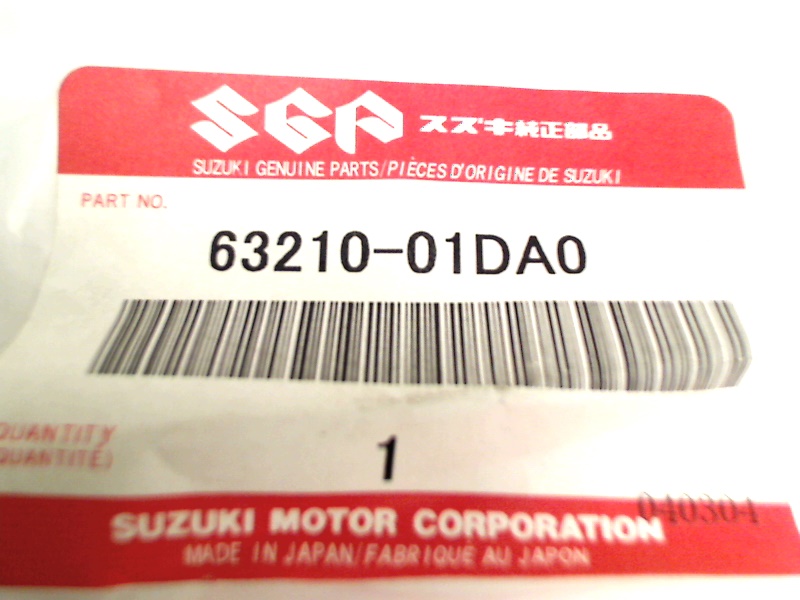 SGP スズキ純正部品
SUZUKI GENUINE PARTS/PIÈCES D'ORIGINE DE SUZUKI
PART NO.
63210-01DA0
QUANTITY
(QUANTITÉ)
1
040304
SUZUKI MOTOR CORPORATION
MADE IN JAPAN/FABRIQUE AU JAPON